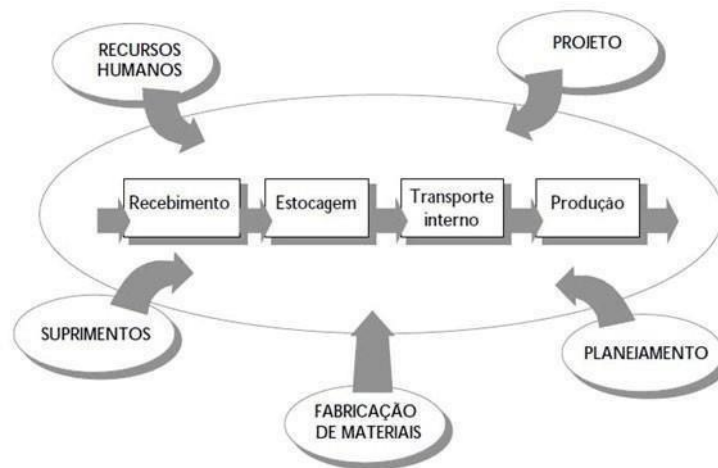 RECURSOS
HUMANOS
PROJETO
Recebimento
Estocagem
Transporte
interno
Produção
SUPRIMENTOS
PLANEJAMENTO
FABRICAÇÃO
DE MATERIAIS